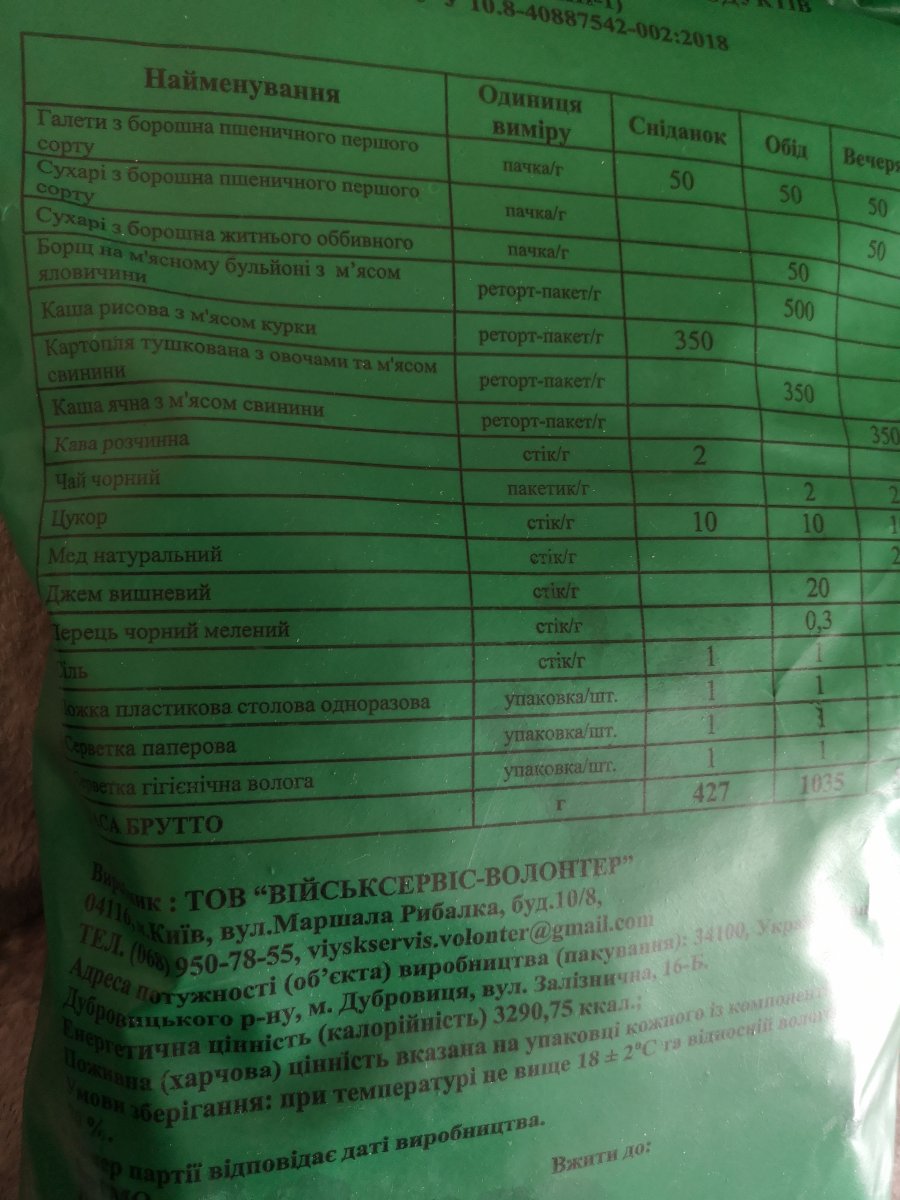 10.8-40887542-002:2018
Найменування Одиниця виміру Сніданок Обід Вечеря
Галети з борошна пшеничного першого сорту пачка/г 50 50 50
Сухарі з борошна пшеничного першого сорту пачка/г 50
Сухарі з борошна житнього оббивного пачка/г 50
Борщ на м'ясному бульйоні з м'ясом яловичини реторт-пакет/г 500
Каша рисова з м'ясом курки реторт-пакет/г 350
Картопля тушкована з овочами та м'ясом свинини реторт-пакет/г 350
Каша ячна з м'ясом свинини реторт-пакет/г 350
Кава розчинна стік/г 2
Чай чорний пакетик/г 2 2
Цукор стік/г 10 10
Мед натуральний стік/г
Джем вишневий стік/г 20
Перець чорний мелений стік/г 0,3
стік/г 1 1
пластикова столова одноразова упаковка/шт. 1 1
Серветка паперова упаковка/шт. 1 1
гігієнічна волога упаковка/шт. 1 1
БРУТТО г 427 1035
Виробник : ТОВ “ВІЙСЬКСЕРВІС-ВОЛОНТЕР”
04116, м.Київ, вул.Маршала Рибалка, буд.10/8,
ТЕЛ. (068) 950-78-55, viyskservis.volonter@gmail.com
Адреса потужності (об’єкта) виробництва (пакування): 34100,
Дубровицького р-ну, м. Дубровиця, вул. Залізнична, 16-Б.
Енергетична цінність (калорійність) 3290,75 ккал.;
Поживна (харчова) цінність вказана на упаковці кожного із
Умови зберігання: при температурі не вище 18 ± 2°С та відносній
%.
партії відповідає даті виробництва.
Вжити до: